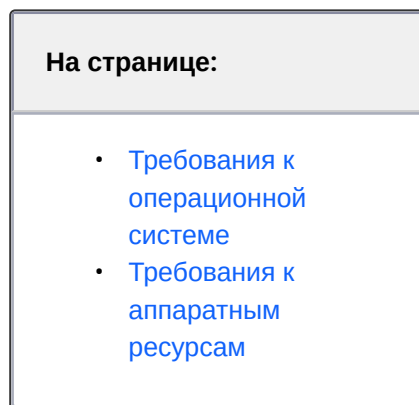 На странице:
• Требования к
операционной
системе
• Требования к
аппаратным
ресурсам